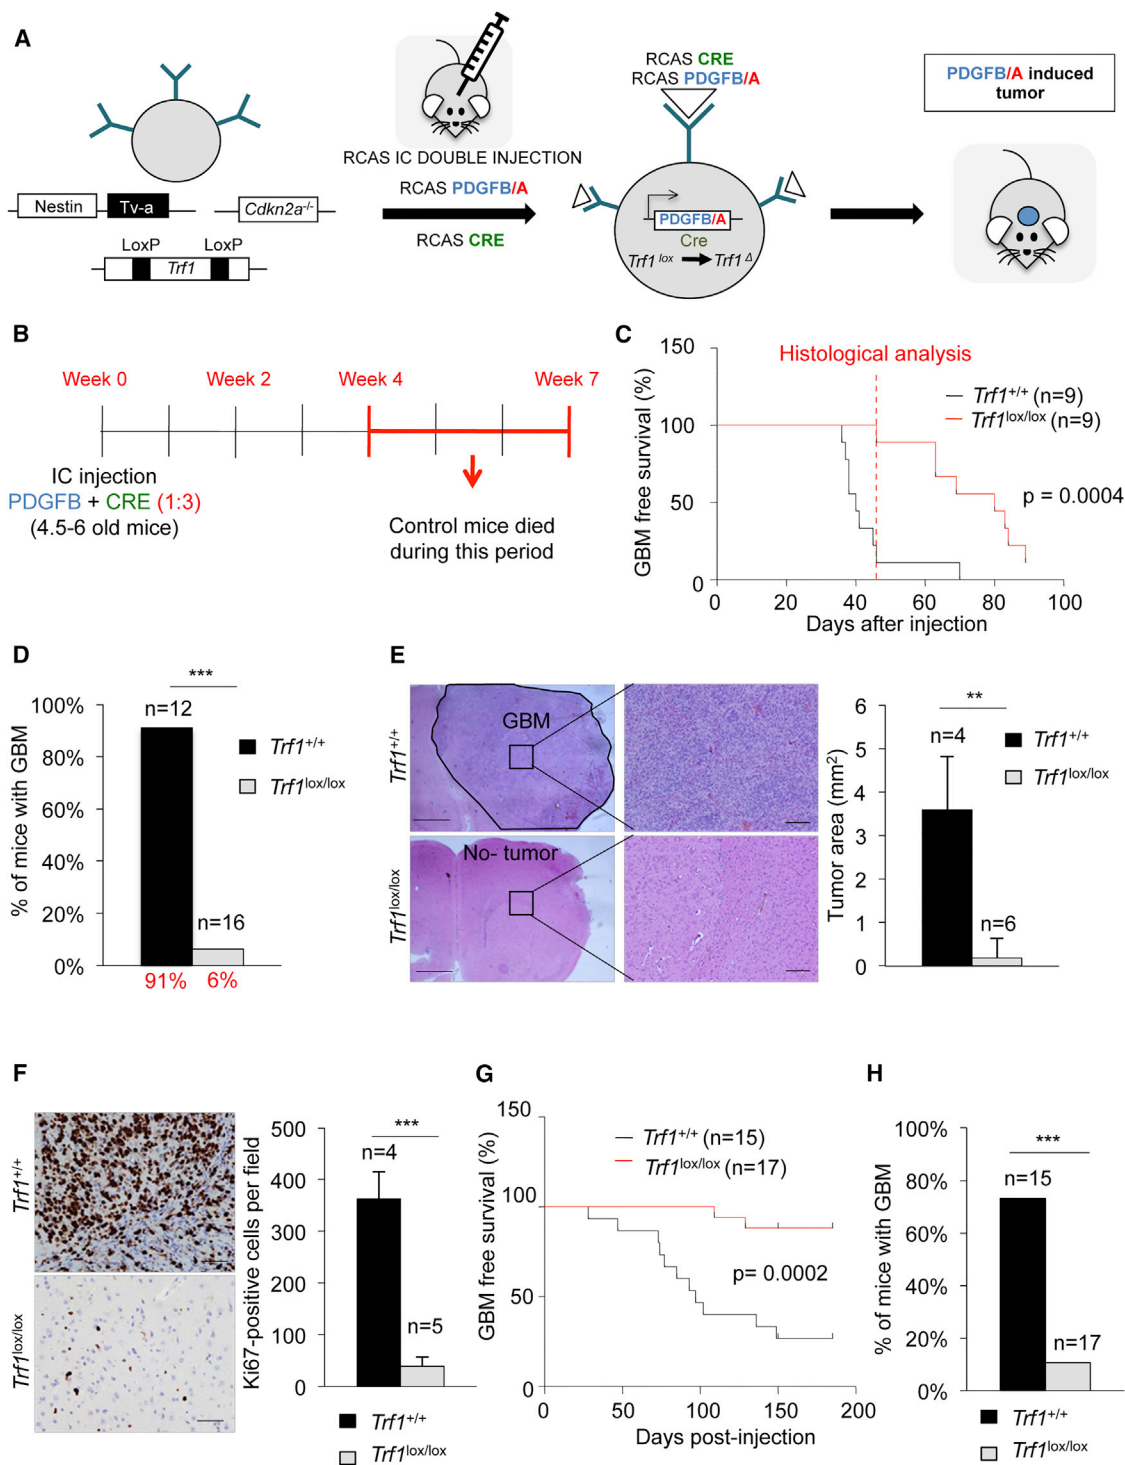 A
RCAS CRE
RCAS PDGFB/A
PDGFB/A induced
tumor
RCAS IC DOUBLE INJECTION
RCAS PDGFB/A
RCAS CRE
Nestin
Tv-a
Cdkn2a-/-
LoxP
LoxP
Trf1
PDGFB/A
Cre
Trf1 lox
Trf1 Δ
B
Week 0
Week 2
Week 4
Week 7
IC injection
PDGFB + CRE (1:3)
(4.5-6 old mice)
Control mice died
during this period
C
150
100
50
0
GBM free survival (%)
Histological analysis
Trf1+/+ (n=9)
Trf1lox/lox (n=9)
p = 0.0004
0
20
40
60
80
100
Days after injection
D
% of mice with GBM
100%
80%
60%
40%
20%
0%
***
n=12
n=16
91%
6%
Trf1+/+
Trf1lox/lox
E
Trf1+/+
GBM
Trf1lox/lox
No- tumor
Tumor area (mm2)
6
5
4
3
2
1
0
**
n=4
n=6
Trf1+/+
Trf1lox/lox
F
Trf1+/+
Trf1lox/lox
Ki67-positive cells per field
500
400
300
200
100
0
***
n=4
n=5
Trf1+/+
Trf1lox/lox
G
GBM free survival (%)
150
100
50
0
Trf1+/+ (n=15)
Trf1lox/lox (n=17)
p= 0.0002
0
50
100
150
200
Days post-injection
H
% of mice with GBM
100%
80%
60%
40%
20%
0%
***
n=15
n=17
Trf1+/+
Trf1lox/lox